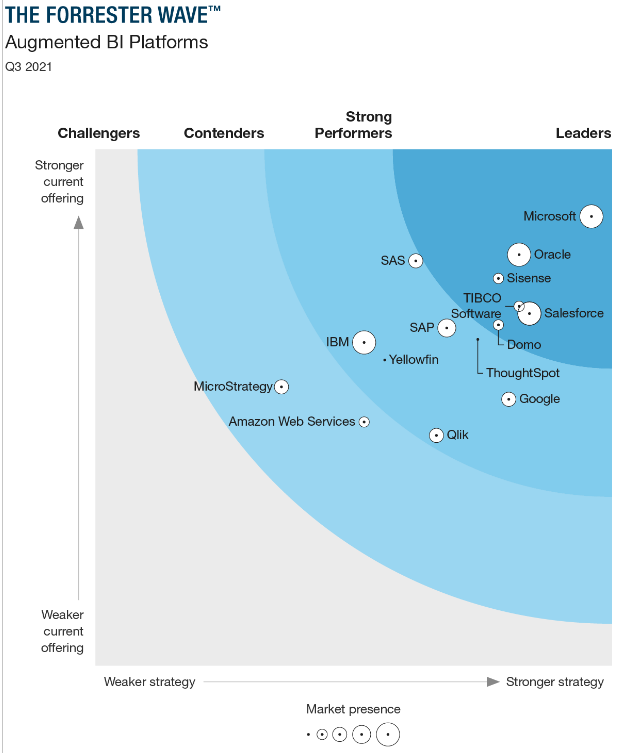 THE FORRESTER WAVE™
Augmented BI Platforms
Q3 2021
Challengers
Contenders
Strong
Performers
Leaders
Stronger
current
offering
Microsoft
Oracle
SAS
Sisense
TIBCO
Software
Salesforce
SAP
IBM
Domo
Yellowfin
ThoughtSpot
MicroStrategy
Google
Amazon Web Services
Qlik
Weaker
current
offering
Weaker strategy
Stronger strategy
Market presence